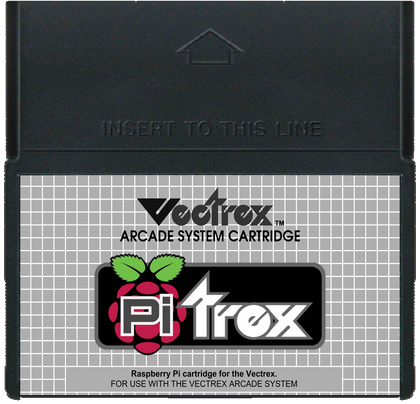 INSERT TO THIS LINE
Vectrex™
ARCADE SYSTEM CARTRIDGE
Pi trex
Raspberry Pi cartridge for the Vectrex.
FOR USE WITH THE VECTREX ARCADE SYSTEM